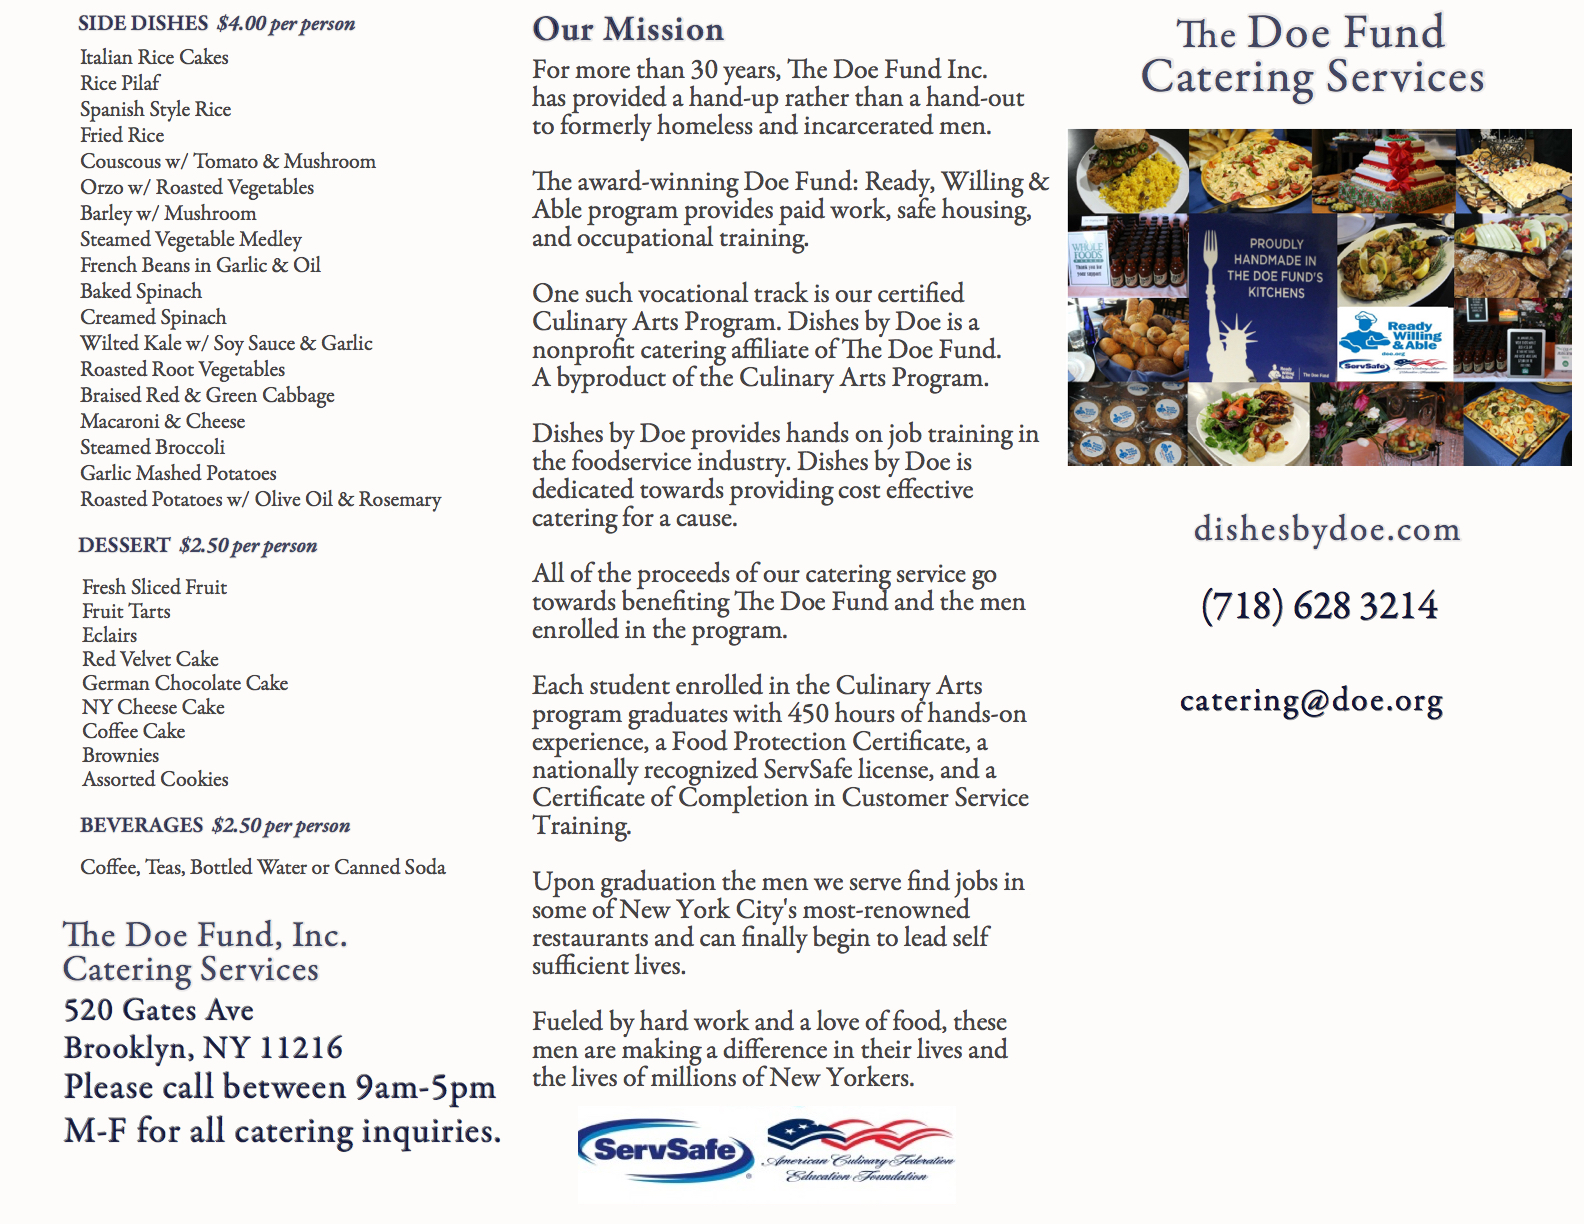 SIDE DISHES $4.00 per person
Italian Rice Cakes
Rice Pilaf
Spanish Style Rice
Fried Rice
Couscous w/ Tomato & Mushroom
Orzo w/ Roasted Vegetables
Barley w/ Mushroom
Steamed Vegetable Medley
French Beans in Garlic & Oil
Baked Spinach
Creamed Spinach
Wilted Kale w/ Soy Sauce & Garlic
Roasted Root Vegetables
Braised Red & Green Cabbage
Macaroni & Cheese
Steamed Broccoli
Garlic Mashed Potatoes
Roasted Potatoes w/ Olive Oil & Rosemary
DESSERT $2.50 per person
Fresh Sliced Fruit
Fruit Tarts
Eclairs
Red Velvet Cake
German Chocolate Cake
NY Cheese Cake
Coffee Cake
Brownies
Assorted Cookies
BEVERAGES $2.50 per person
Coffee, Teas, Bottled Water or Canned Soda
The Doe Fund, Inc.
Catering Services
520 Gates Ave
Brooklyn, NY 11216
Please call between 9am-5pm
M-F for all catering inquiries.
Our Mission
For more than 30 years, The Doe Fund Inc.
has provided a hand-up rather than a hand-out
to formerly homeless and incarcerated men.
The award-winning Doe Fund: Ready, Willing &
Able program provides paid work, safe housing,
and occupational training.
One such vocational track is our certified
Culinary Arts Program. Dishes by Doe is a
nonprofit catering affiliate of The Doe Fund.
A byproduct of the Culinary Arts Program.
Dishes by Doe provides hands on job training in
the foodservice industry. Dishes by Doe is
dedicated towards providing cost effective
catering for a cause.
All of the proceeds of our catering service go
towards benefiting The Doe Fund and the men
enrolled in the program.
Each student enrolled in the Culinary Arts
program graduates with 450 hours of hands-on
experience, a Food Protection Certificate, a
nationally recognized ServSafe license, and a
Certificate of Completion in Customer Service
Training.
Upon graduation the men we serve find jobs in
some of New York City's most-renowned
restaurants and can finally begin to lead self
sufficient lives.
Fueled by hard work and a love of food, these
men are making a difference in their lives and
the lives of millions of New Yorkers.
ServSafe
American Culinary Federation
Education Foundation
The Doe Fund
Catering Services
WHOLE
FOODS
Thank you for
your support
PROUDLY
HANDMADE IN
THE DOE FUND'S
KITCHENS
Ready
Willing
& Able
The Doe Fund
Ready
Willing
& Able
doe.org
ServSafe
dishesbydoe.com
(718) 628 3214
catering@doe.org